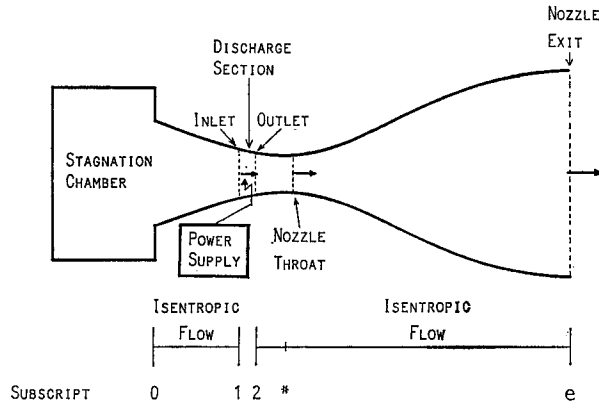 NOZZLE
EXIT
DISCHARGE
SECTION
INLET
OUTLET
STAGNATION
CHAMBER
POWER
SUPPLY
NOZZLE
THROAT
ISENTROPIC
FLOW
ISENTROPIC
FLOW
SUBSCRIPT 0 1 2 * e